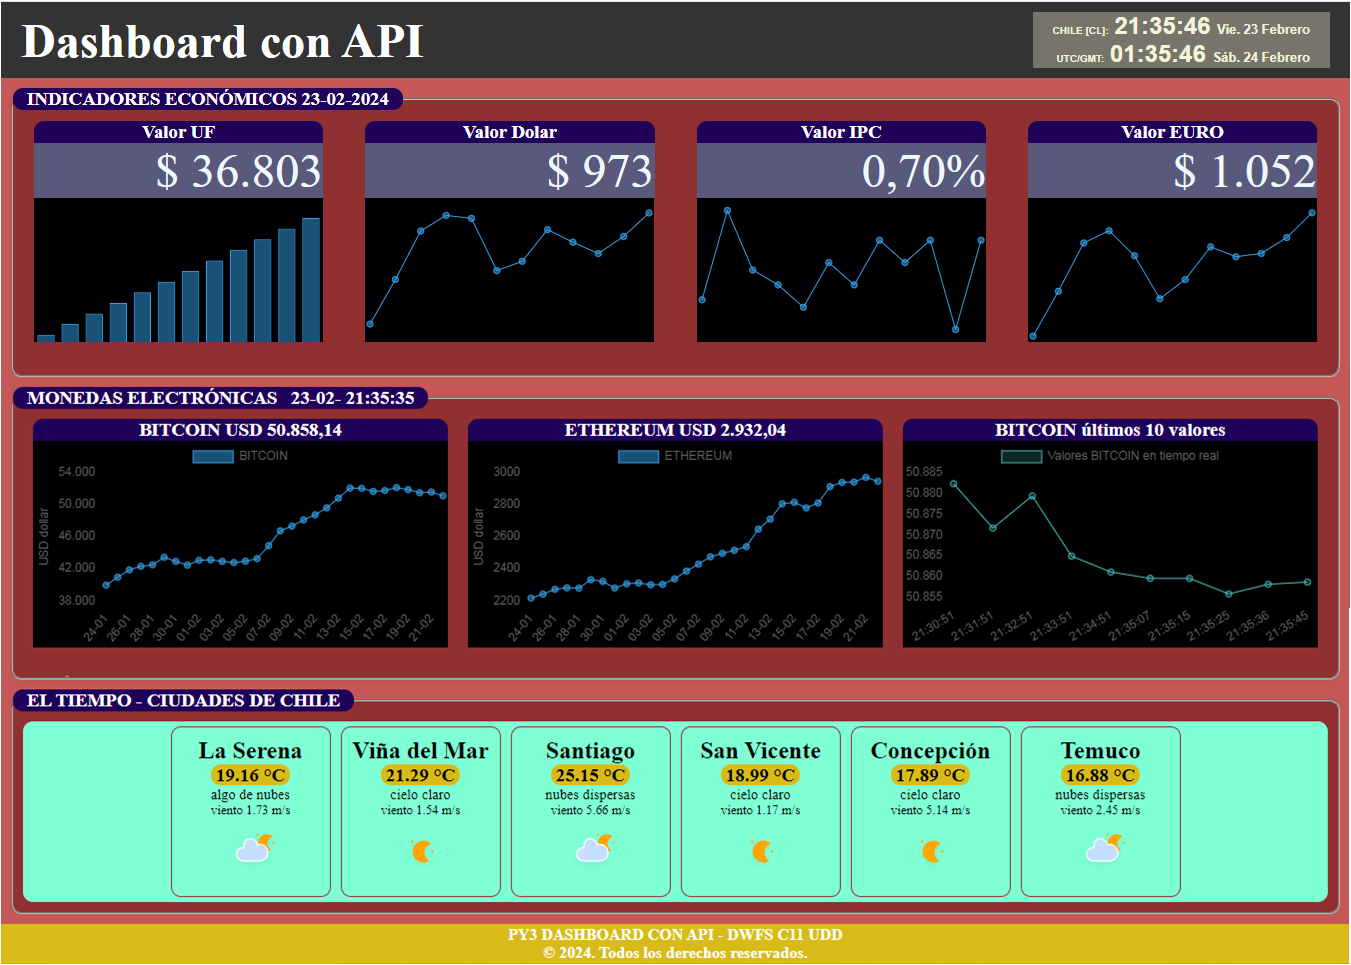 Dashboard con API
CHILE [CL]: 21:35:46 Vie. 23 Febrero
UTC/GMT: 01:35:46 Sáb. 24 Febrero
INDICADORES ECONÓMICOS 23-02-2024
Valor UF
$ 36.803
Valor Dolar
$ 973
Valor IPC
0,70%
Valor EURO
$ 1.052
MONEDAS ELECTRÓNICAS 23-02- 21:35:35
BITCOIN USD 50.858,14
BITCOIN
USD dollar
54.000
50.000
46.000
42.000
38.000
24-01
26-01
28-01
30-01
01-02
03-02
05-02
07-02
09-02
11-02
13-02
15-02
17-02
19-02
21-02
ETHEREUM USD 2.932,04
ETHEREUM
USD dollar
3000
2800
2600
2400
2200
24-01
26-01
28-01
30-01
01-02
03-02
05-02
07-02
09-02
11-02
13-02
15-02
17-02
19-02
21-02
BITCOIN últimos 10 valores
Valores BITCOIN en tiempo real
50.885
50.880
50.875
50.870
50.865
50.860
50.855
21:30:51
21:31:51
21:32:51
21:33:51
21:34:51
21:35:07
21:35:15
21:35:25
21:35:36
21:35:45
EL TIEMPO - CIUDADES DE CHILE
La Serena
19.16 °C
algo de nubes
viento 1.73 m/s
Viña del Mar
21.29 °C
cielo claro
viento 1.54 m/s
Santiago
25.15 °C
nubes dispersas
viento 5.66 m/s
San Vicente
18.99 °C
cielo claro
viento 1.17 m/s
Concepción
17.89 °C
cielo claro
viento 5.14 m/s
Temuco
16.88 °C
nubes dispersas
viento 2.45 m/s
PY3 DASHBOARD CON API - DWFS C11 UDD
© 2024. Todos los derechos reservados.